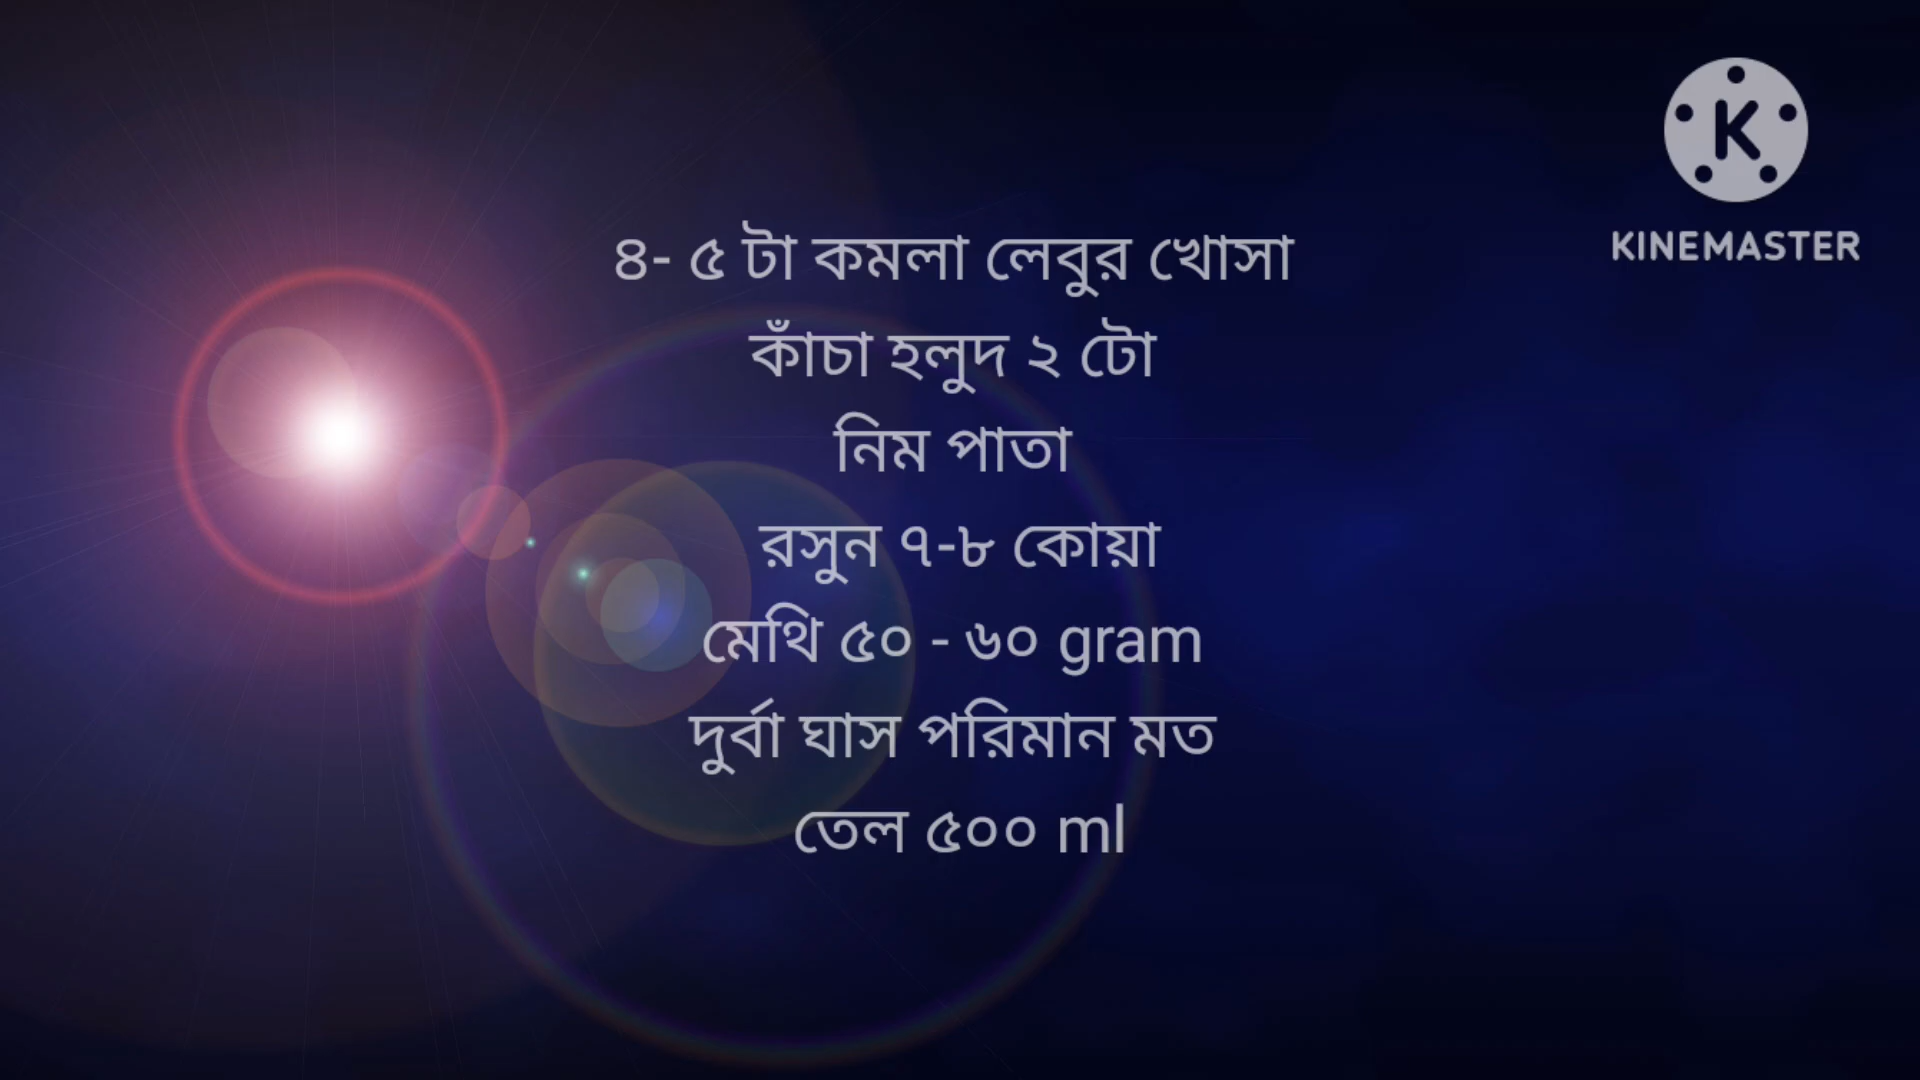 KINEMASTER
৪- ৫ টা কমলা লেবুর খোসা
কাঁচা হলুদ ২ টো
নিম পাতা
রসুন ৭-৮ কোয়া
মেথি ৫০ - ৬০ gram
দুর্বা ঘাস পরিমান মত
তেল ৫০০ ml